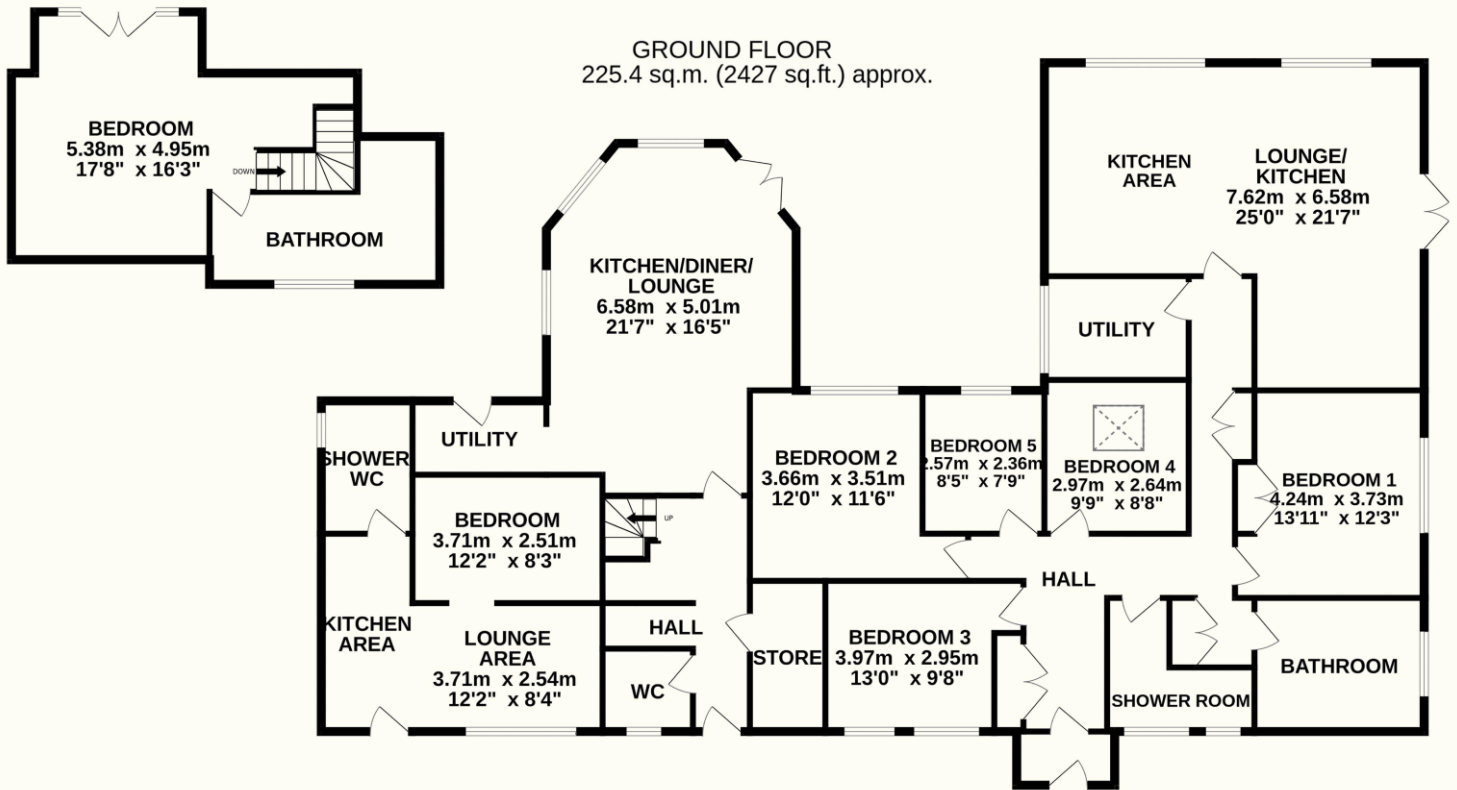 GROUND FLOOR
225.4 sq.m. (2427 sq.ft.) approx.
BEDROOM
5.38m x 4.95m
17'8" x 16'3"
DOWN
BATHROOM
KITCHEN/DINER/
LOUNGE
6.58m x 5.01m
21'7" x 16'5"
KITCHEN
AREA
LOUNGE/
KITCHEN
7.62m x 6.58m
25'0" x 21'7"
UTILITY
UTILITY
SHOWER
WC
BEDROOM
3.71m x 2.51m
12'2" x 8'3"
UP
BEDROOM 2
3.66m x 3.51m
12'0" x 11'6"
BEDROOM 5
2.57m x 2.36m
8'5" x 7'9"
BEDROOM 4
2.97m x 2.64m
9'9" x 8'8"
BEDROOM 1
4.24m x 3.73m
13'11" x 12'3"
HALL
KITCHEN
AREA
LOUNGE
AREA
3.71m x 2.54m
12'2" x 8'4"
HALL
WC
STORE
BEDROOM 3
3.97m x 2.95m
13'0" x 9'8"
SHOWER ROOM
BATHROOM